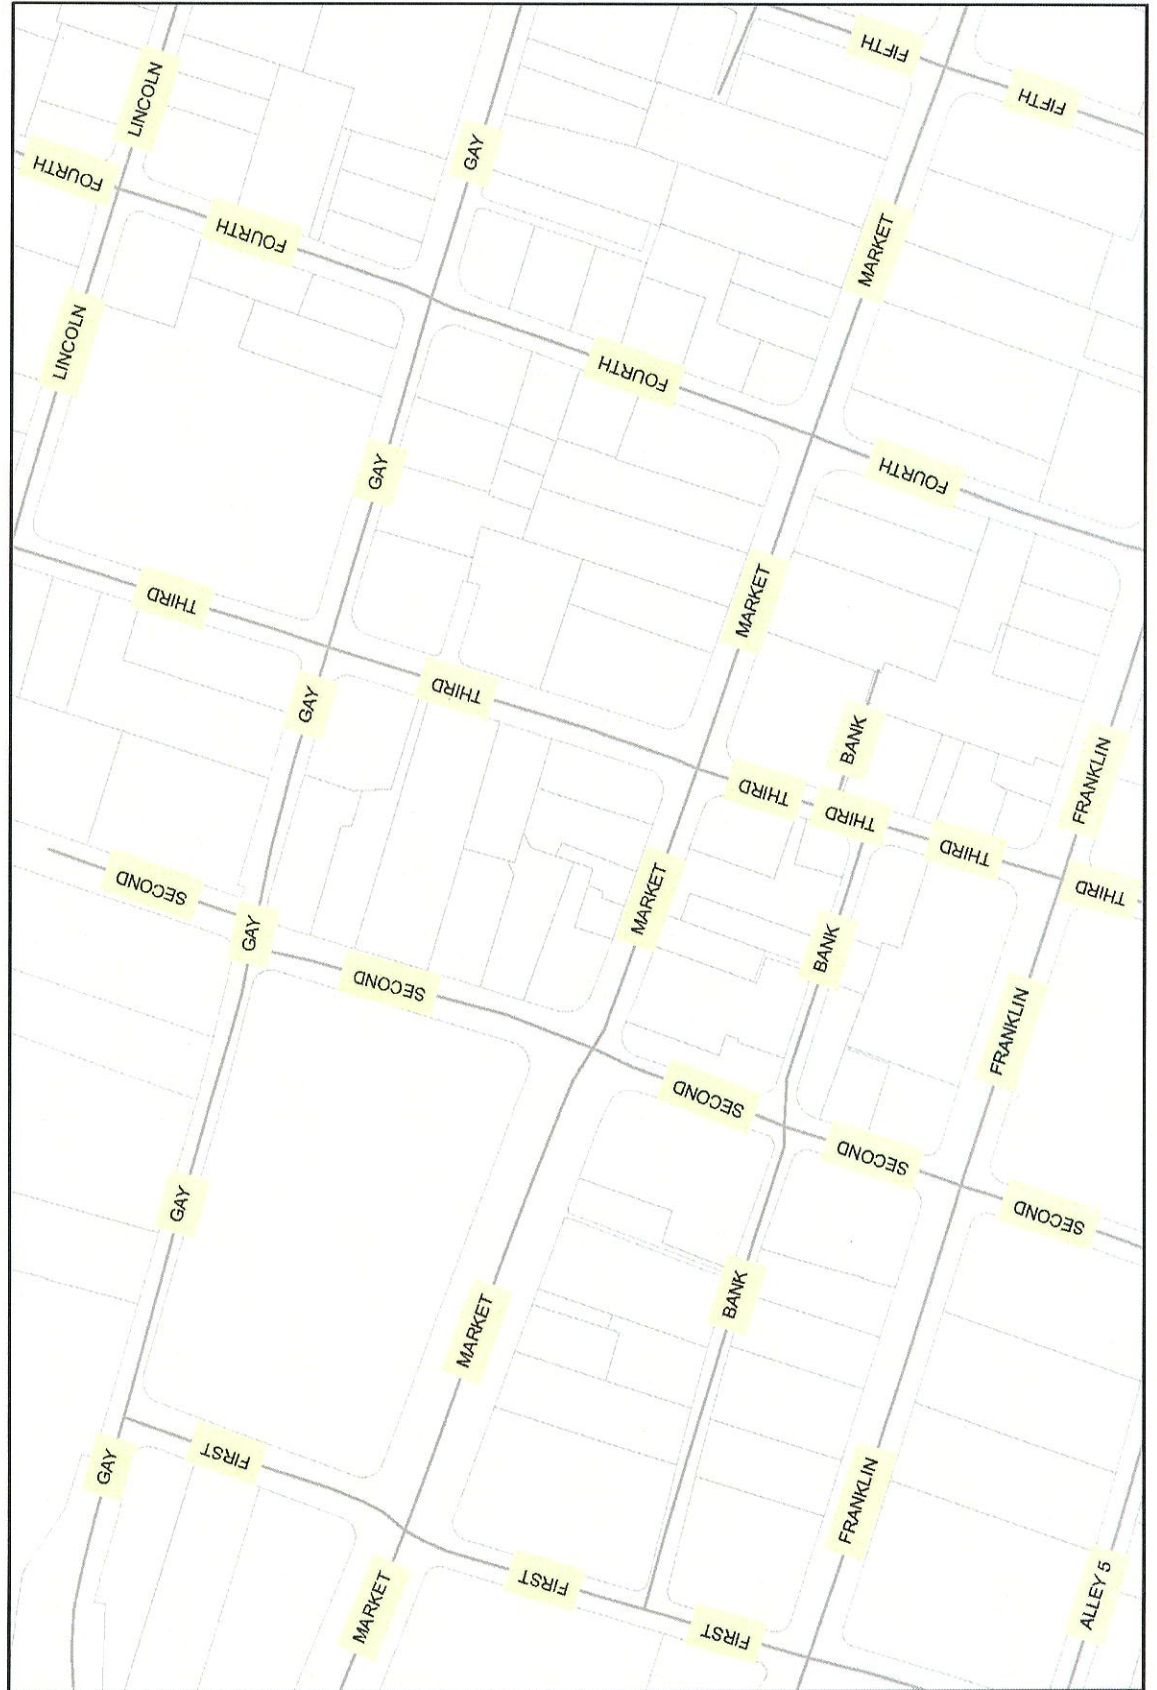 FIFTH
FIFTH
LINCOLN
GAY
FOURTH
FOURTH
MARKET
LINCOLN
FOURTH
GAY
FOURTH
MARKET
THIRD
THIRD
GAY
BANK
FRANKLIN
THIRD
THIRD
THIRD
THIRD
SECOND
MARKET
GAY
BANK
SECOND
FRANKLIN
SECOND
SECOND
GAY
SECOND
BANK
MARKET
FIRST
GAY
FRANKLIN
FIRST
MARKET
ALLEY 5
FIRST